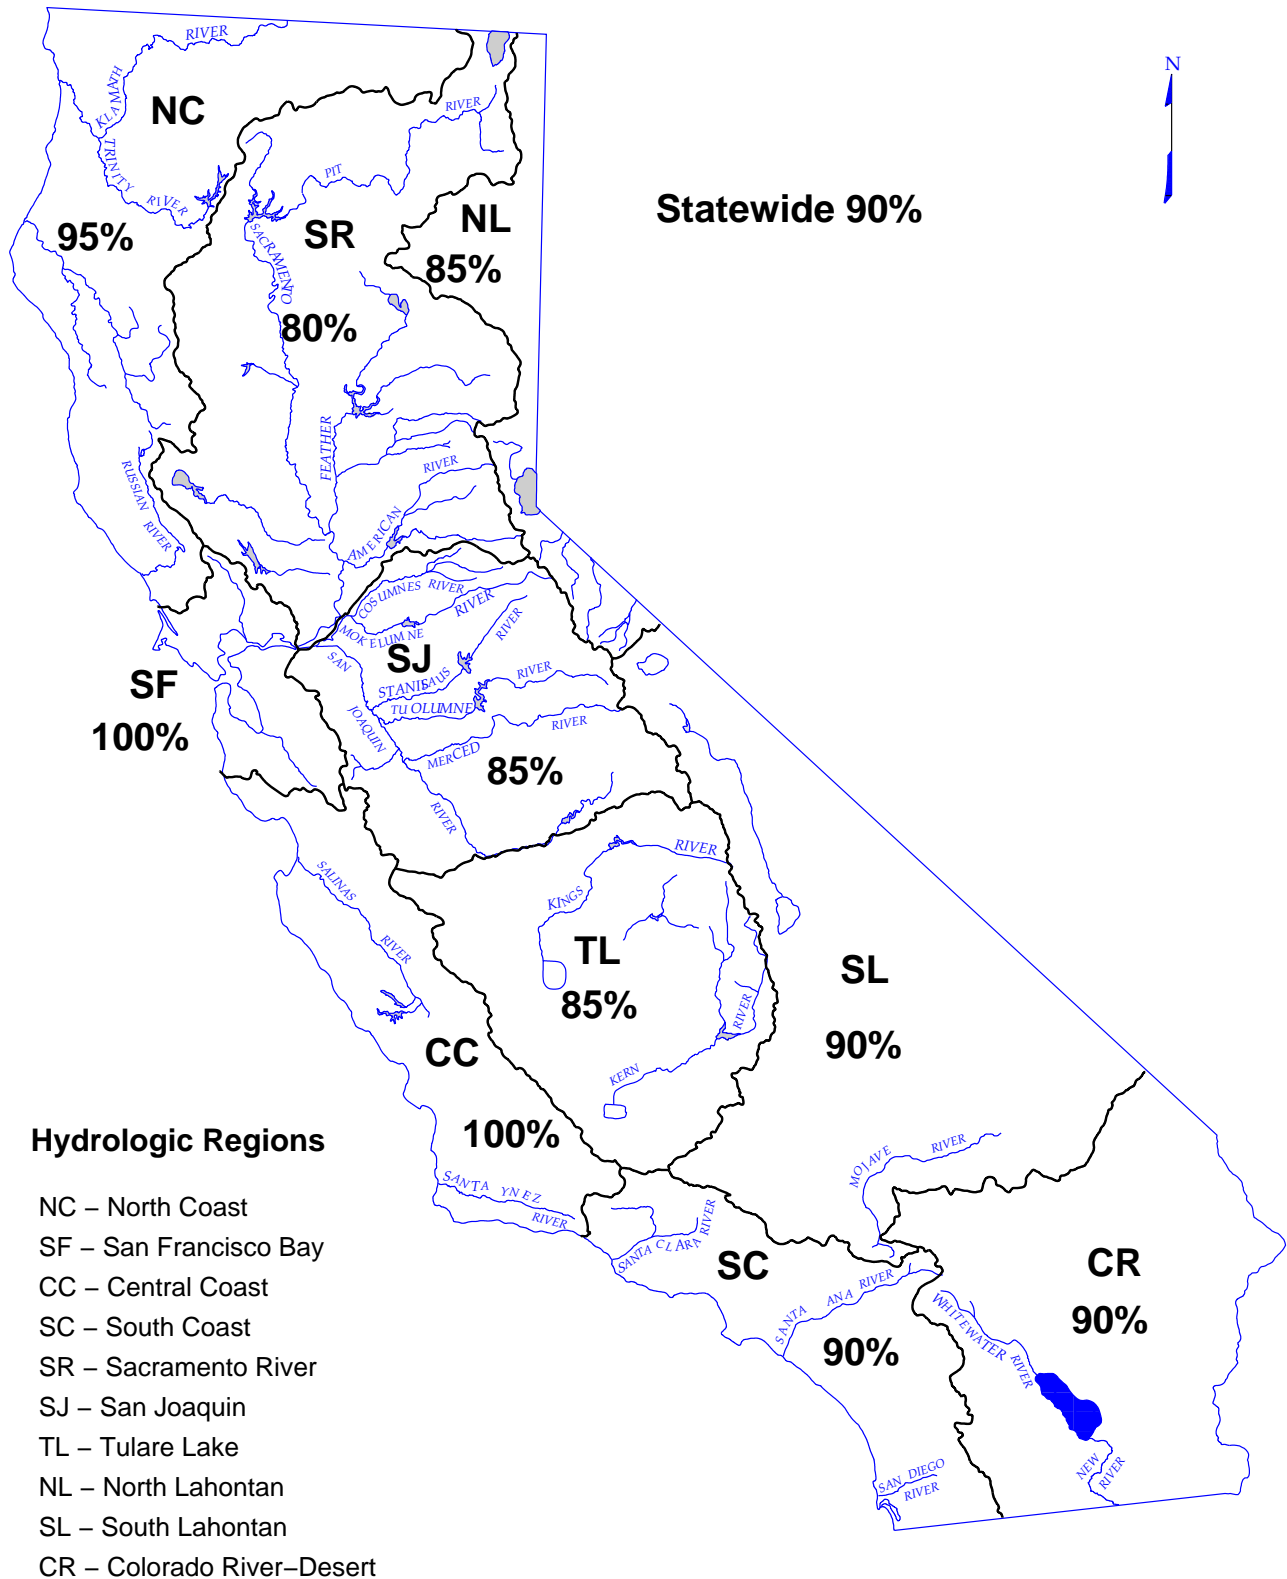 RIVER
N
KLAMATH
NC
RIVER
TRINITY
RIVER
PIT
Statewide 90%
NL
SR
95%
SACRAMENTO
85%
80%
FEATHER
RIVER
RUSSIAN RIVER
AMERICAN
COSUMNES RIVER
RIVER
MOKELUMNE
RIVER
SAN
SJ
SF
STANISLAUS
RIVER
TUOLUMNE
JOAQUIN
RIVER
100%
MERCED
85%
RIVER
RIVER
SALINAS
KINGS
RIVER
TL
SL
85%
RIVER
90%
CC
KERN
100%
Hydrologic Regions
MOJAVE
RIVER
SANTA YNEZ
RIVER
NC – North Coast
SF – San Francisco Bay
CC – Central Coast
SC – South Coast
SR – Sacramento River
SJ – San Joaquin
TL – Tulare Lake
NL – North Lahontan
SL – South Lahontan
CR – Colorado River–Desert
SANTA CLARA
RIVER
SC
CR
SANTA ANA RIVER
WHITEWATER
RIVER
90%
90%
SAN DIEGO
RIVER
NEW
RIVER